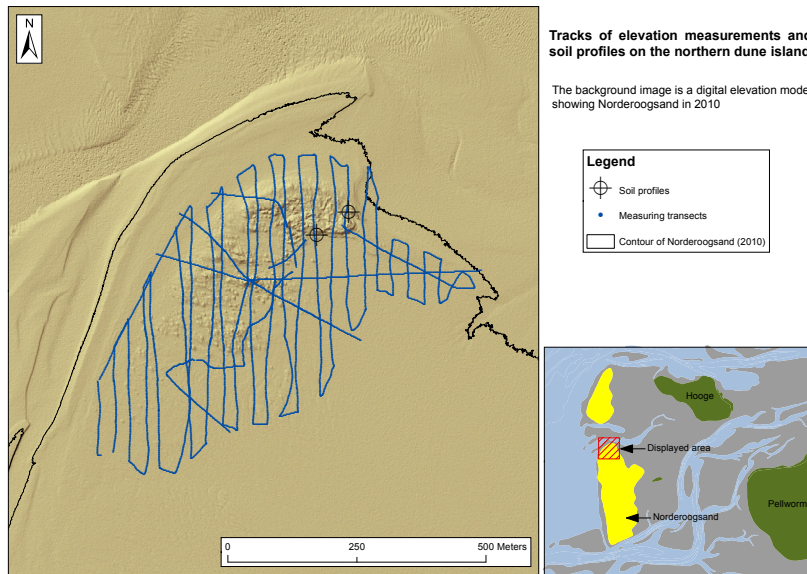 N
Tracks of elevation measurements and
soil profiles on the northern dune island
The background image is a digital elevation mode
showing Norderoogsand in 2010
Legend
Soil profiles
Measuring transects
Contour of Norderoogsand (2010)
0 250 500 Meters
Hooge
Displayed area
Pellworm
Norderoogsand